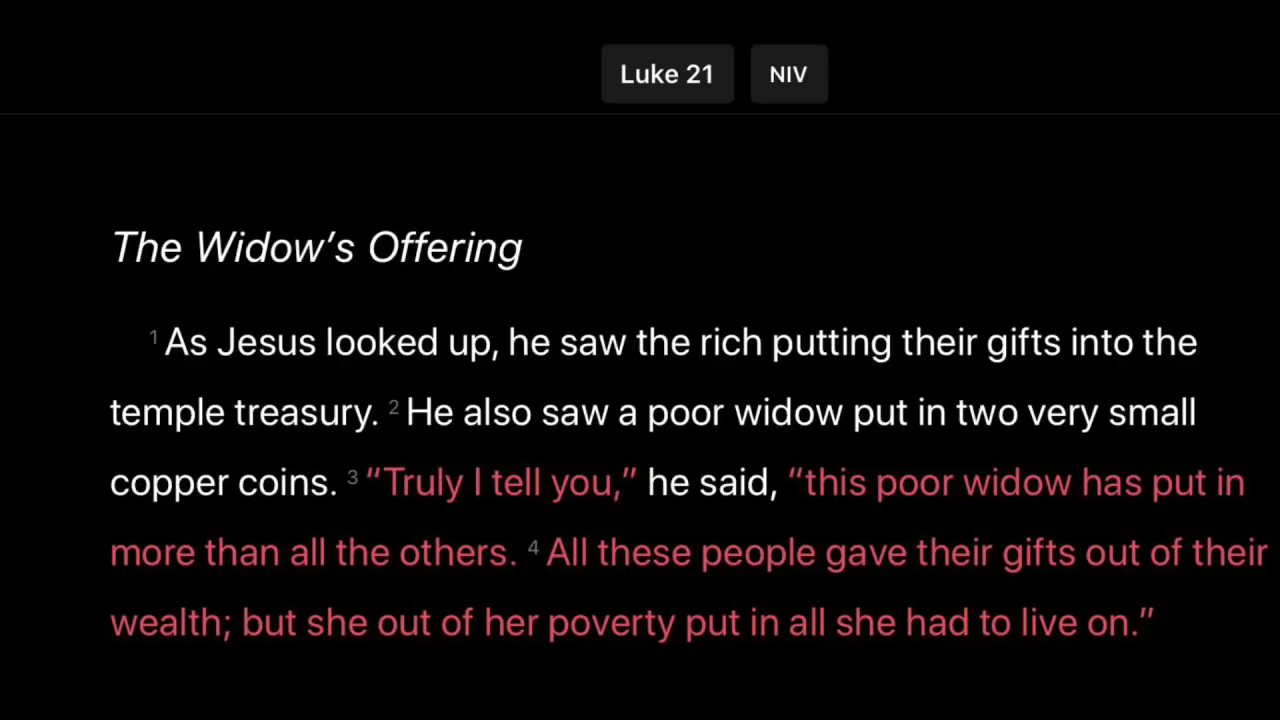 Luke 21 NIV
The Widow’s Offering
1 As Jesus looked up, he saw the rich putting their gifts into the
temple treasury. 2 He also saw a poor widow put in two very small
copper coins. 3 “Truly I tell you,” he said, “this poor widow has put in
more than all the others. 4 All these people gave their gifts out of their
wealth; but she out of her poverty put in all she had to live on.”